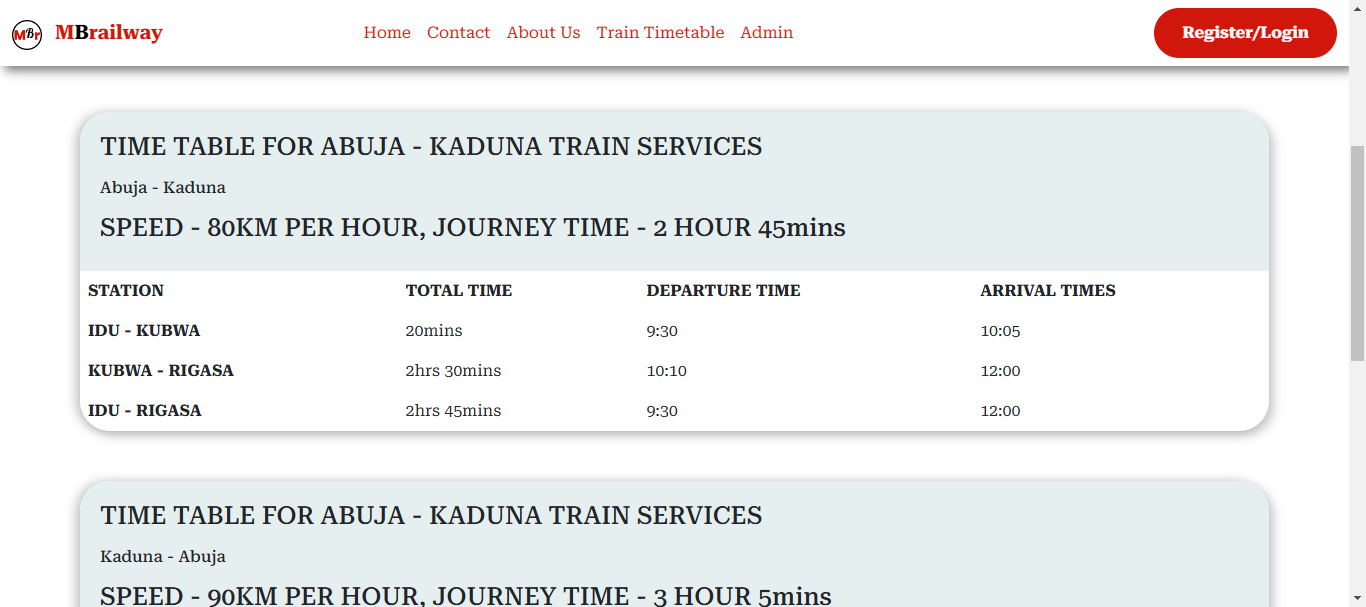 MBr MBrailway Home Contact About Us Train Timetable Admin Register/Login
TIME TABLE FOR ABUJA - KADUNA TRAIN SERVICES
Abuja - Kaduna
SPEED - 80KM PER HOUR, JOURNEY TIME - 2 HOUR 45mins
STATION TOTAL TIME DEPARTURE TIME ARRIVAL TIMES
IDU - KUBWA 20mins 9:30 10:05
KUBWA - RIGASA 2hrs 30mins 10:10 12:00
IDU - RIGASA 2hrs 45mins 9:30 12:00
TIME TABLE FOR ABUJA - KADUNA TRAIN SERVICES
Kaduna - Abuja
SPEED - 90KM PER HOUR, JOURNEY TIME - 3 HOUR 5mins